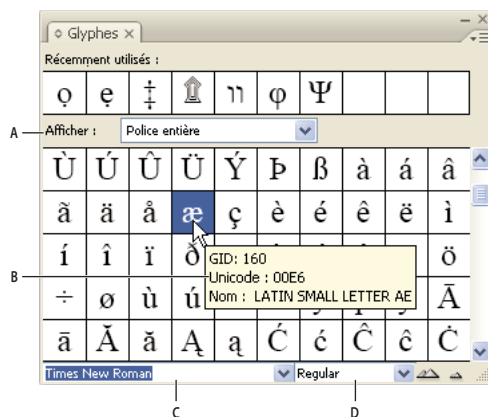 Glyphes
Récemment utilisés :
ọ ẹ ‡ װ φ Ψ
A
Afficher : Police entière
Ù Ú Û Ü Ý Þ ß à á â
ã ä å æ ç è é ê ë ì
í î ï ð ö
GID: 160
B
Unicode : 00E6
Nom : LATIN SMALL LETTER AE
÷ ø ù ú Ā
ā Ă ă Ą ą Ć ć Ĉ ĉ Ċ
Times New Roman Regular
C D